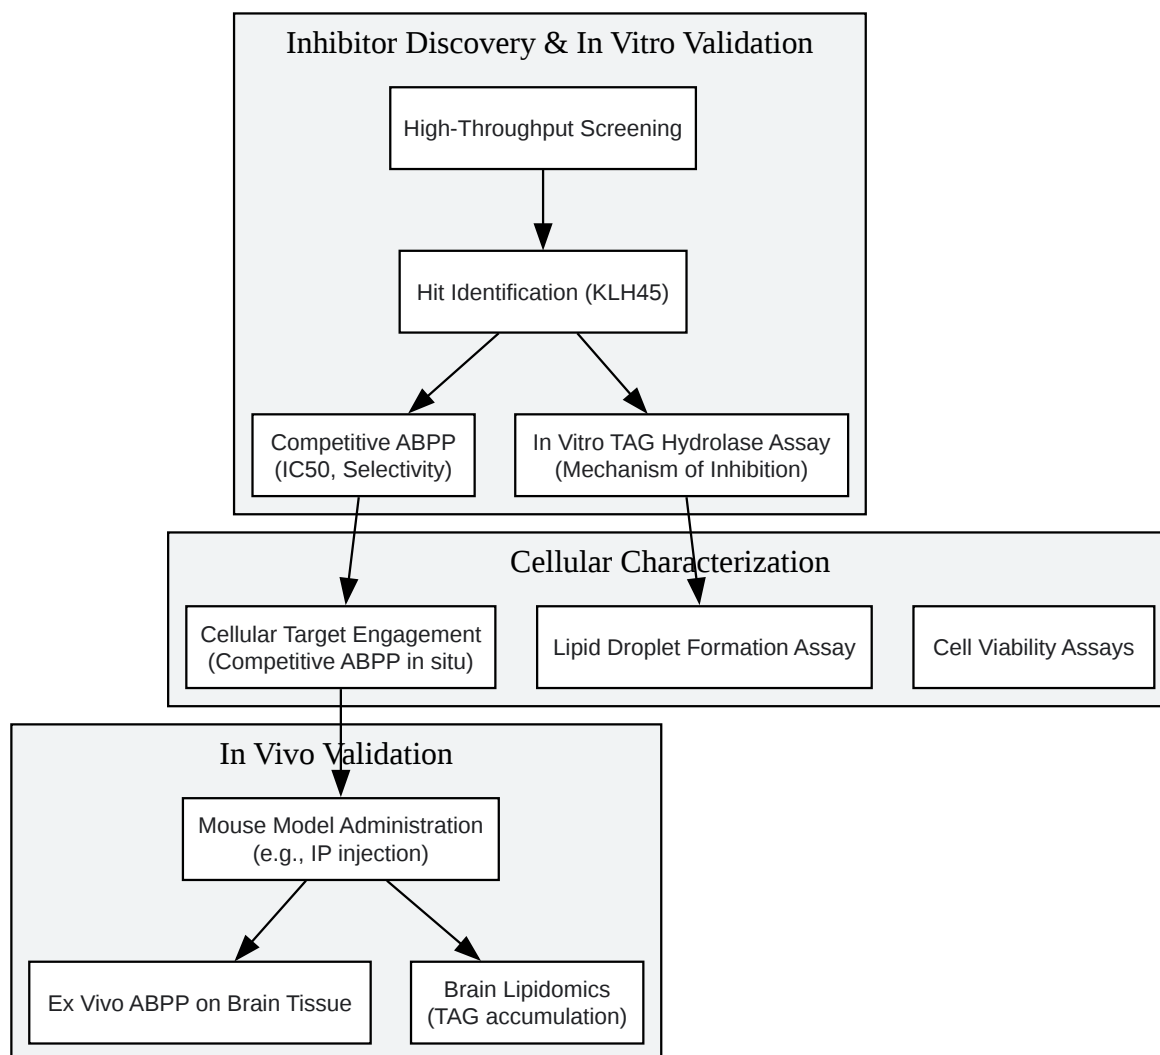 Inhibitor Discovery & In Vitro Validation
High-Throughput Screening
Hit Identification (KLH45)
Competitive ABPP
(IC50, Selectivity)
In Vitro TAG Hydrolase Assay
(Mechanism of Inhibition)
Cellular Characterization
Cellular Target Engagement
(Competitive ABPP in situ)
Lipid Droplet Formation Assay
Cell Viability Assays
In Vivo Validation
Mouse Model Administration
(e.g., IP injection)
Ex Vivo ABPP on Brain Tissue
Brain Lipidomics
(TAG accumulation)